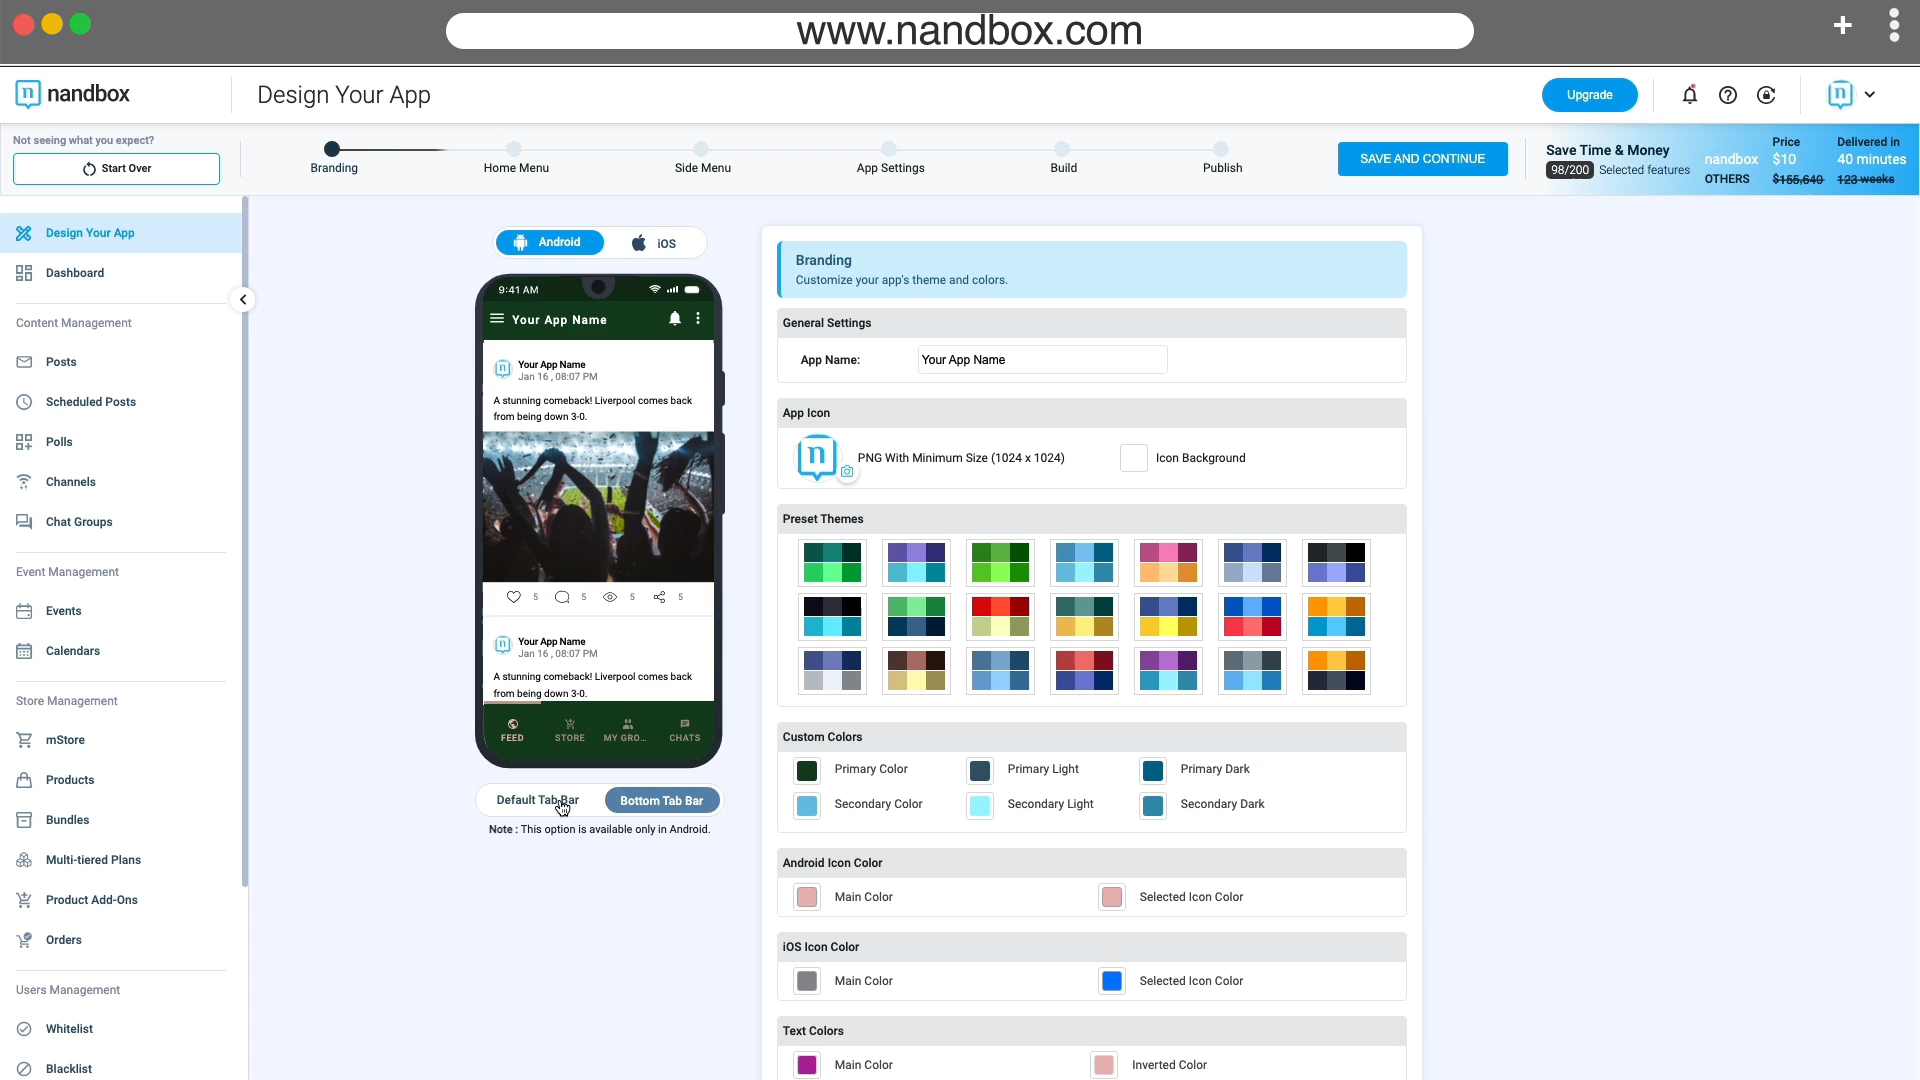 www.nandbox.com
nandbox
Design Your App
Upgrade
Not seeing what you expect?
Start Over
Branding
Home Menu
Side Menu
App Settings
Build
Publish
SAVE AND CONTINUE
Save Time & Money
98/200 Selected features
Price
Delivered in
nandbox $10 40 minutes
OTHERS $155,640 123 weeks
Design Your App
Dashboard
Content Management
Posts
Scheduled Posts
Polls
Channels
Chat Groups
Event Management
Events
Calendars
Store Management
mStore
Products
Bundles
Multi-tiered Plans
Product Add-Ons
Orders
Users Management
Whitelist
Blacklist
Android
iOS
9:41 AM
Your App Name
Your App Name
Jan 16 , 08:07 PM
A stunning comeback! Liverpool comes back
from being down 3-0.
5 5 5 5
Your App Name
Jan 16 , 08:07 PM
A stunning comeback! Liverpool comes back
from being down 3-0.
FEED STORE MY GRO... CHATS
Default Tab Bar
Bottom Tab Bar
Note : This option is available only in Android.
Branding
Customize your app's theme and colors.
General Settings
App Name: Your App Name
App Icon
PNG With Minimum Size (1024 x 1024)
Icon Background
Preset Themes
Custom Colors
Primary Color Primary Light Primary Dark
Secondary Color Secondary Light Secondary Dark
Android Icon Color
Main Color Selected Icon Color
iOS Icon Color
Main Color Selected Icon Color
Text Colors
Main Color Inverted Color